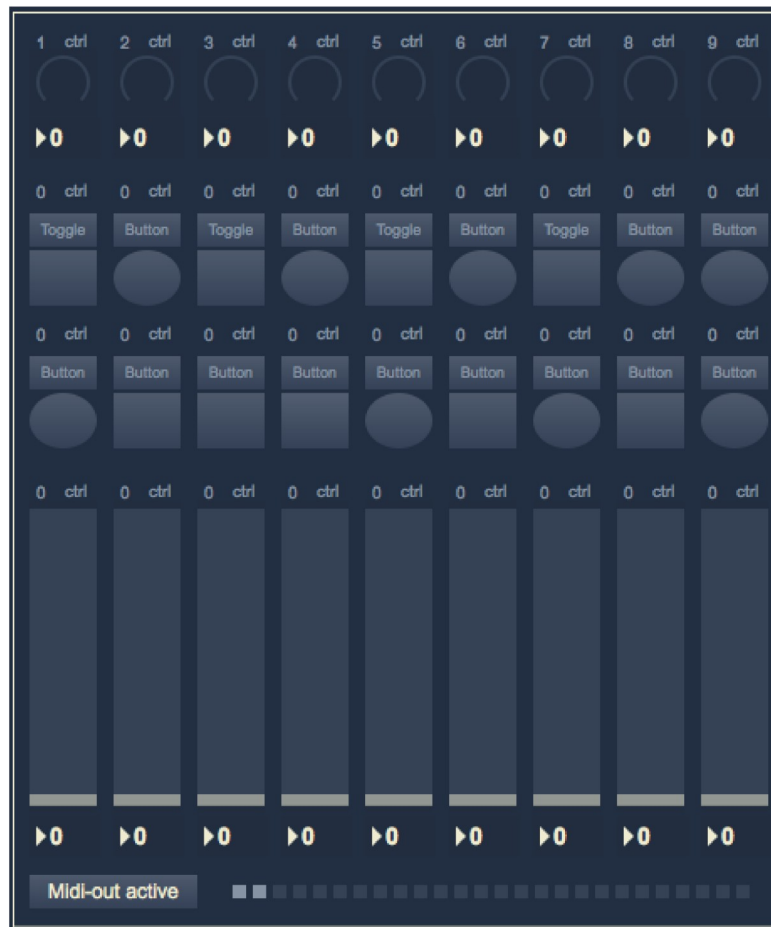 1 ctrl 2 ctrl 3 ctrl 4 ctrl 5 ctrl 6 ctrl 7 ctrl 8 ctrl 9 ctrl
0 0 0 0 0 0 0 0 0
0 ctrl 0 ctrl 0 ctrl 0 ctrl 0 ctrl 0 ctrl 0 ctrl 0 ctrl 0 ctrl
Toggle Button Toggle Button Toggle Button Toggle Button Button
0 ctrl 0 ctrl 0 ctrl 0 ctrl 0 ctrl 0 ctrl 0 ctrl 0 ctrl 0 ctrl
Button Button Button Button Button Button Button Button Button
0 ctrl 0 ctrl 0 ctrl 0 ctrl 0 ctrl 0 ctrl 0 ctrl 0 ctrl 0 ctrl
0 0 0 0 0 0 0 0 0
Midi-out active